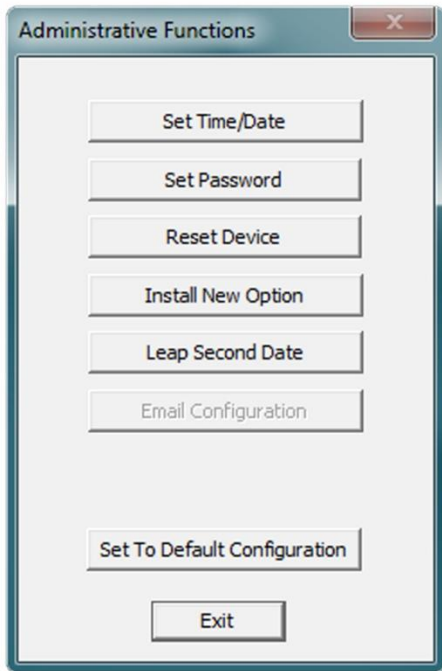 Administrative Functions
Set Time/Date
Set Password
Reset Device
Install New Option
Leap Second Date
Email Configuration
Set To Default Configuration
Exit